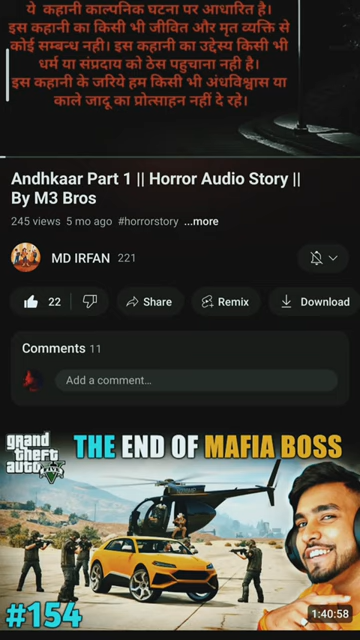 ये कहानी काल्पनिक घटना पर आधारित है।
इस कहानी का किसी भी जीवित और मृत व्यक्ति से
कोई सम्बन्ध नही। इस कहानी का उद्देस्य किसी भी
धर्म या संप्रदाय को ठेस पहुचाना नही है।
इस कहानी के जरिये हम किसी भी अंधविश्वास या
काले जादू का प्रोत्साहन नहीं दे रहे।
Andhkaar Part 1 || Horror Audio Story ||
By M3 Bros
245 views 5 mo ago #horrorstory ...more
MD IRFAN 221
22 Share Remix Download
Comments 11
Add a comment...
grand
theft
auto V
THE END OF MAFIA BOSS
#154
1:40:58